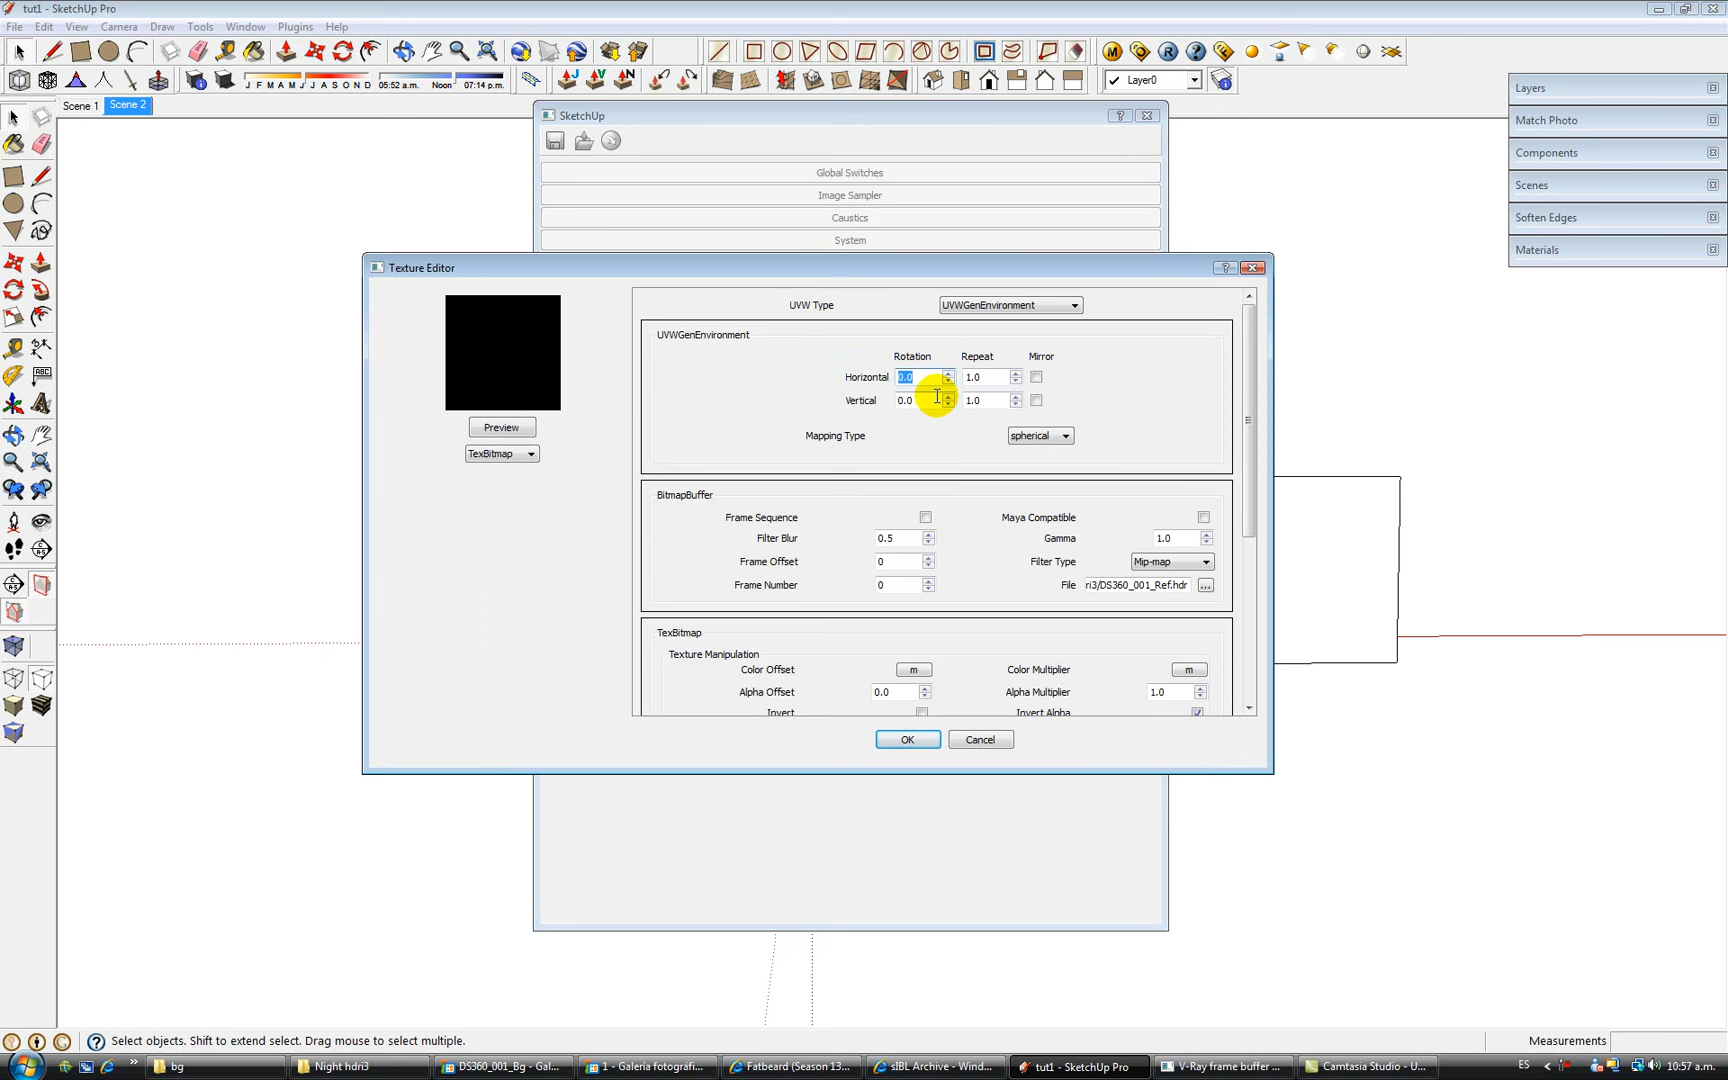 tut1 - SketchUp Pro
File Edit View Camera Draw Tools Window Plugins Help
J F M A M J J A S O N D 05:52 a.m. Noon 07:14 p.m. Layer0
Scene 1 Scene 2
SketchUp
Global Switches
Image Sampler
Caustics
System
Layers
Match Photo
Components
Scenes
Soften Edges
Materials
Texture Editor
UVW Type UVWGenEnvironment
UVWGenEnvironment
Rotation Repeat Mirror
Horizontal 0.0 1.0
Vertical 0.0 1.0
Mapping Type spherical
Preview
TexBitmap
BitmapBuffer
Frame Sequence Maya Compatible
Filter Blur 0.5 Gamma 1.0
Frame Offset 0 Filter Type Mip-map
Frame Number 0 File ri3/DS360_001_Ref.hdr ...
TexBitmap
Texture Manipulation
Color Offset m Color Multiplier m
Alpha Offset 0.0 Alpha Multiplier 1.0
Invert Invert Alpha
OK Cancel
Select objects. Shift to extend select. Drag mouse to select multiple. Measurements
bg Night hdri3 DS360_001_Bg - Gal... 1 - Galería fotográfi... Fatbeard (Season 13... sIBL Archive - Wind... tut1 - SketchUp Pro V-Ray frame buffer ... Camtasia Studio - U... ES 10:57 a.m.